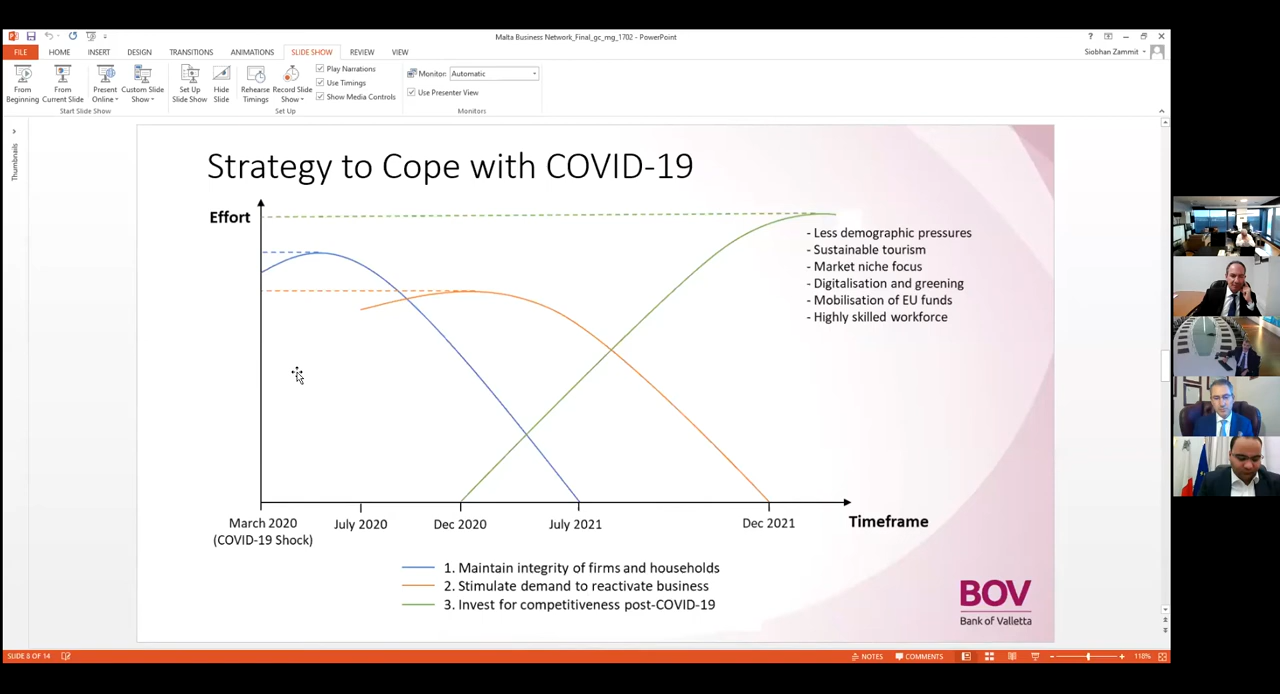 Malta Business Network_Final_gc_mg_1702 - PowerPoint
FILE HOME INSERT DESIGN TRANSITIONS ANIMATIONS SLIDE SHOW REVIEW VIEW
Siobhan Zammit
From Beginning
From Current Slide
Present Online
Custom Slide Show
Start Slide Show
Set Up Slide Show
Hide Slide
Rehearse Timings
Record Slide Show
Play Narrations
Use Timings
Show Media Controls
Set Up
Monitor: Automatic
Use Presenter View
Monitors
Thumbnails
Strategy to Cope with COVID-19
Effort
- Less demographic pressures
- Sustainable tourism
- Market niche focus
- Digitalisation and greening
- Mobilisation of EU funds
- Highly skilled workforce
March 2020
(COVID-19 Shock)
July 2020
Dec 2020
July 2021
Dec 2021
Timeframe
1. Maintain integrity of firms and households
2. Stimulate demand to reactivate business
3. Invest for competitiveness post-COVID-19
BOV
Bank of Valletta
SLIDE 8 OF 14
NOTES COMMENTS 118%